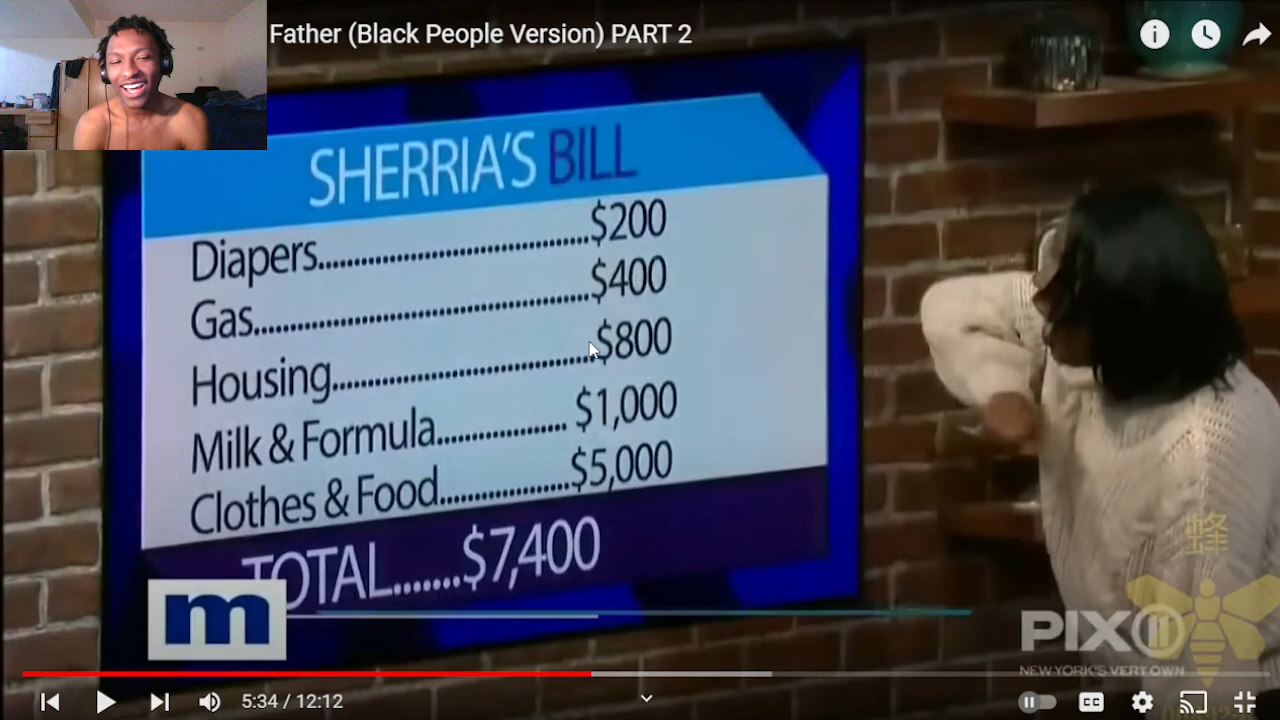 Father (Black People Version) PART 2
SHERRIA'S BILL
Diapers..............................$200
Gas..............................$400
Housing..............................$800
Milk & Formula............... $1,000
Clothes & Food...............$5,000
TOTAL.......$7,400
m
蜂
PIX11
NEW YORK'S VERY OWN
5:34 / 12:12
CC